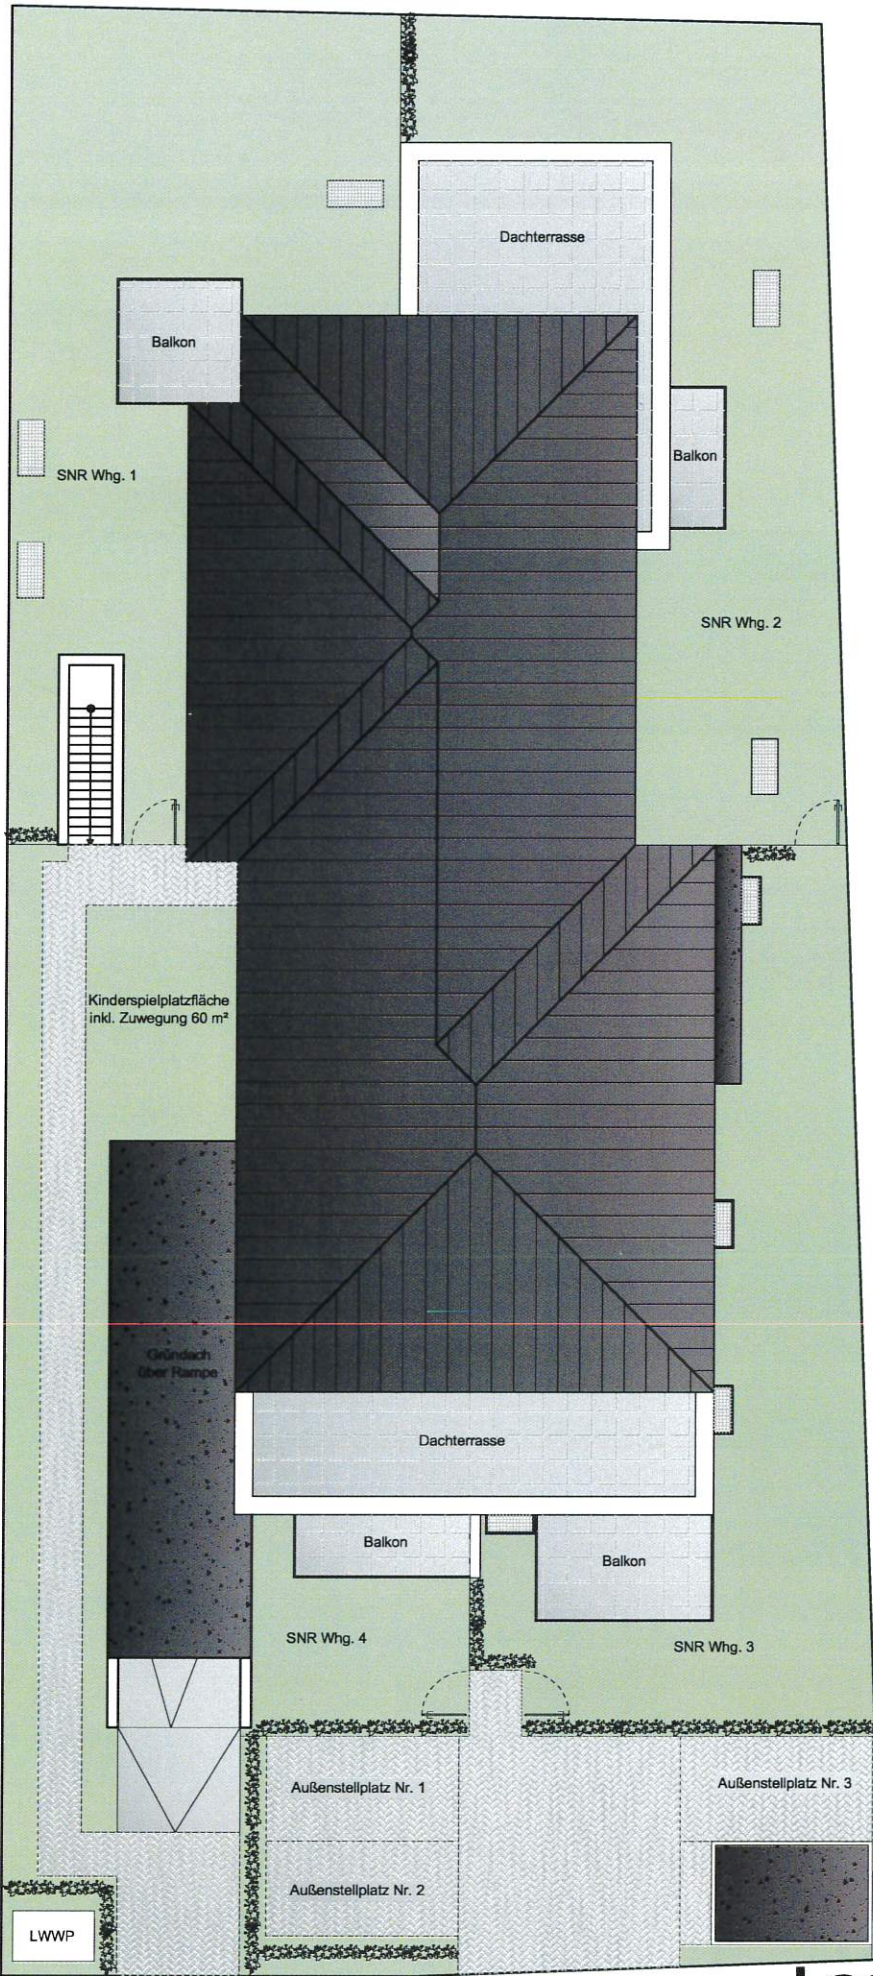 Dachterrasse
Balkon
Balkon
SNR Whg. 1
SNR Whg. 2
Kinderspielplatzfläche
inkl. Zuwegung 60 m²
Gründach
über Rampe
Dachterrasse
Balkon
Balkon
SNR Whg. 4
SNR Whg. 3
Außenstellplatz Nr. 1
Außenstellplatz Nr. 3
Außenstellplatz Nr. 2
LWWP